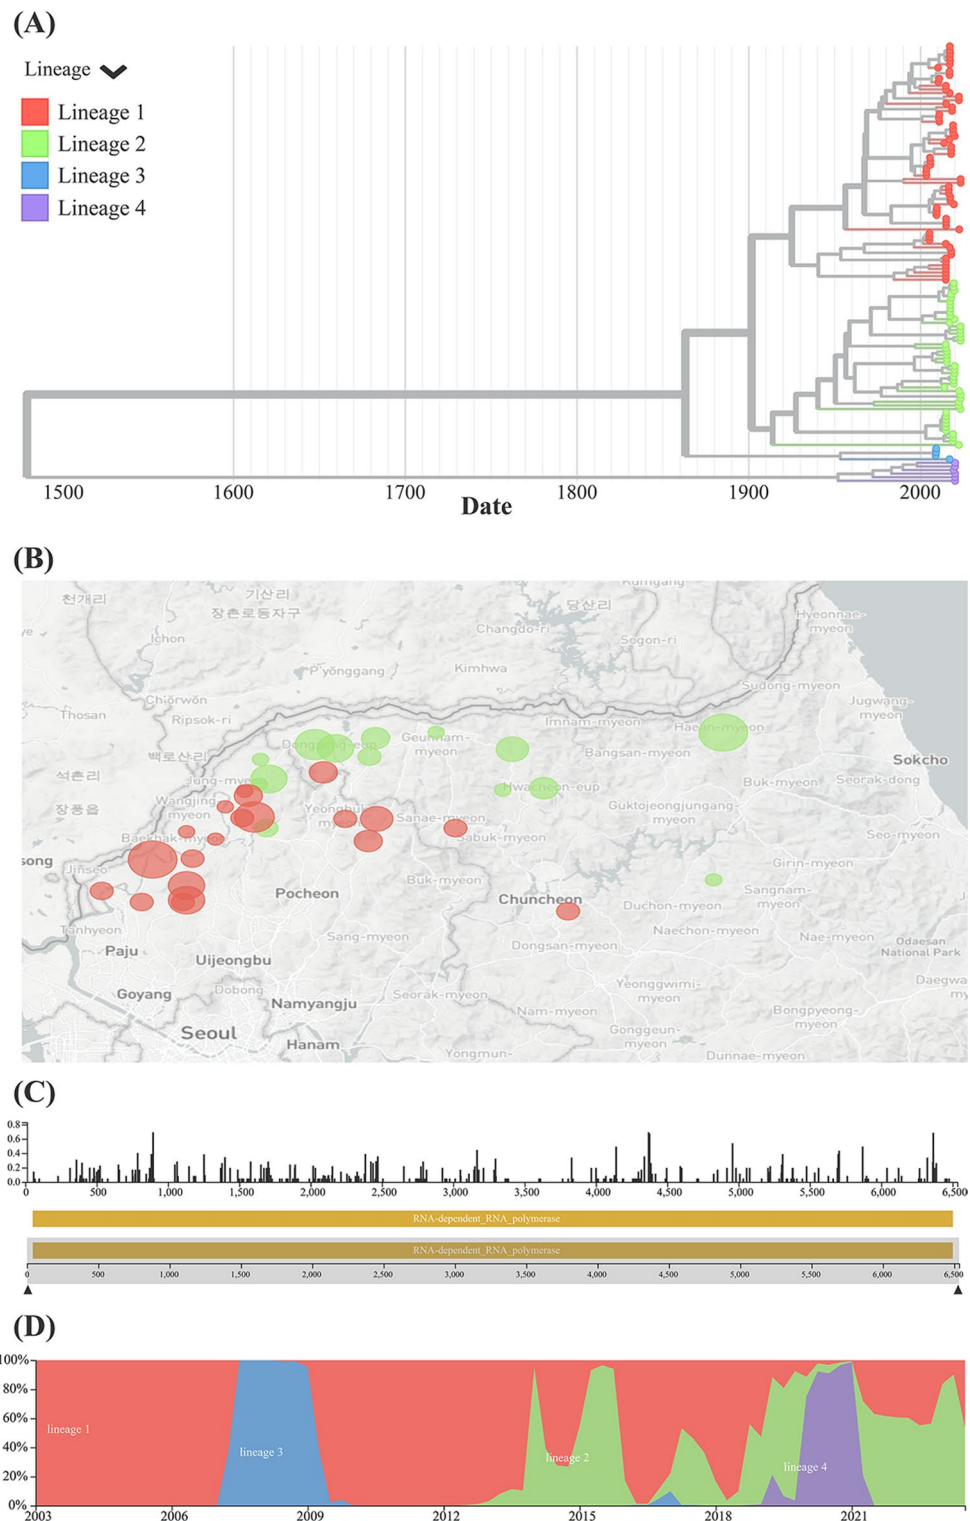 (A)
Lineage
Lineage 1
Lineage 2
Lineage 3
Lineage 4
1500 1600 1700 1800 1900 2000
Date
(B)
천개리
기산리
장촌로등자구
당산리
Kumgang
Hyeonnae-
myeon
Ichon
Changdo-ri
Sogon-ri
P'yŏnggang
Kimhwa
Sudong-myeon
Chŏrwŏn
Jugwang-
myeon
Thosan
Ripsok-ri
Imnam-myeon
Haean-myeon
Geunnam-
myeon
백로산리
Bangsan-myeon
Sokcho
석촌리
Buk-myeon
Seorak-dong
Hwacheon-eup
장풍읍
Wangjing-
myeon
Guktojeongjungang-
myeon
Sanae-myeon
Sabuk-myeon
Seo-myeon
Baekhak-myeon
song
Jinseo
Girin-myeon
Pocheon
Buk-myeon
Sangnam-
myeon
Chuncheon
Duchon-myeon
Tanhyeon
Naechon-myeon
Paju
Sang-myeon
Nae-myeon
Odaesan
National Park
Dongsan-myeon
Uijeongbu
Goyang
Dobong
Namyangju
Seorak-myeon
Yeonggwimi-
myeon
Daegwa
my
Nam-myeon
Bongpyeong-
myeon
Seoul
Hanam
Gonggeun-
myeon
Yongmun-
Dunnae-myeon
(C)
0.8
0.6
0.4
0.2
0.0
0 500 1,000 1,500 2,000 2,500 3,000 3,500 4,000 4,500 5,000 5,500 6,000 6,500
RNA-dependent_RNA_polymerase
RNA-dependent_RNA_polymerase
0 500 1,000 1,500 2,000 2,500 3,000 3,500 4,000 4,500 5,000 5,500 6,000 6,500
(D)
100%
80%
60%
40%
20%
0%
lineage 1
lineage 3
lineage 2
lineage 4
2003 2006 2009 2012 2015 2018 2021